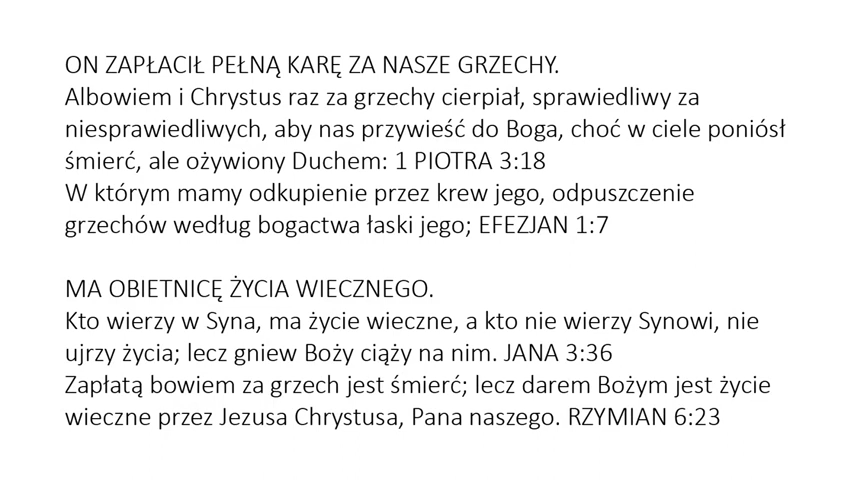 ON ZAPŁACIŁ PEŁNĄ KARĘ ZA NASZE GRZECHY.
Albowiem i Chrystus raz za grzechy cierpiał, sprawiedliwy za
niesprawiedliwych, aby nas przywieść do Boga, choć w ciele poniósł
śmierć, ale ożywiony Duchem: 1 PIOTRA 3:18
W którym mamy odkupienie przez krew jego, odpuszczenie
grzechów według bogactwa łaski jego; EFEZJAN 1:7
MA OBIETNICĘ ŻYCIA WIECZNEGO.
Kto wierzy w Syna, ma życie wieczne, a kto nie wierzy Synowi, nie
ujrzy życia; lecz gniew Boży ciąży na nim. JANA 3:36
Zapłatą bowiem za grzech jest śmierć; lecz darem Bożym jest życie
wieczne przez Jezusa Chrystusa, Pana naszego. RZYMIAN 6:23